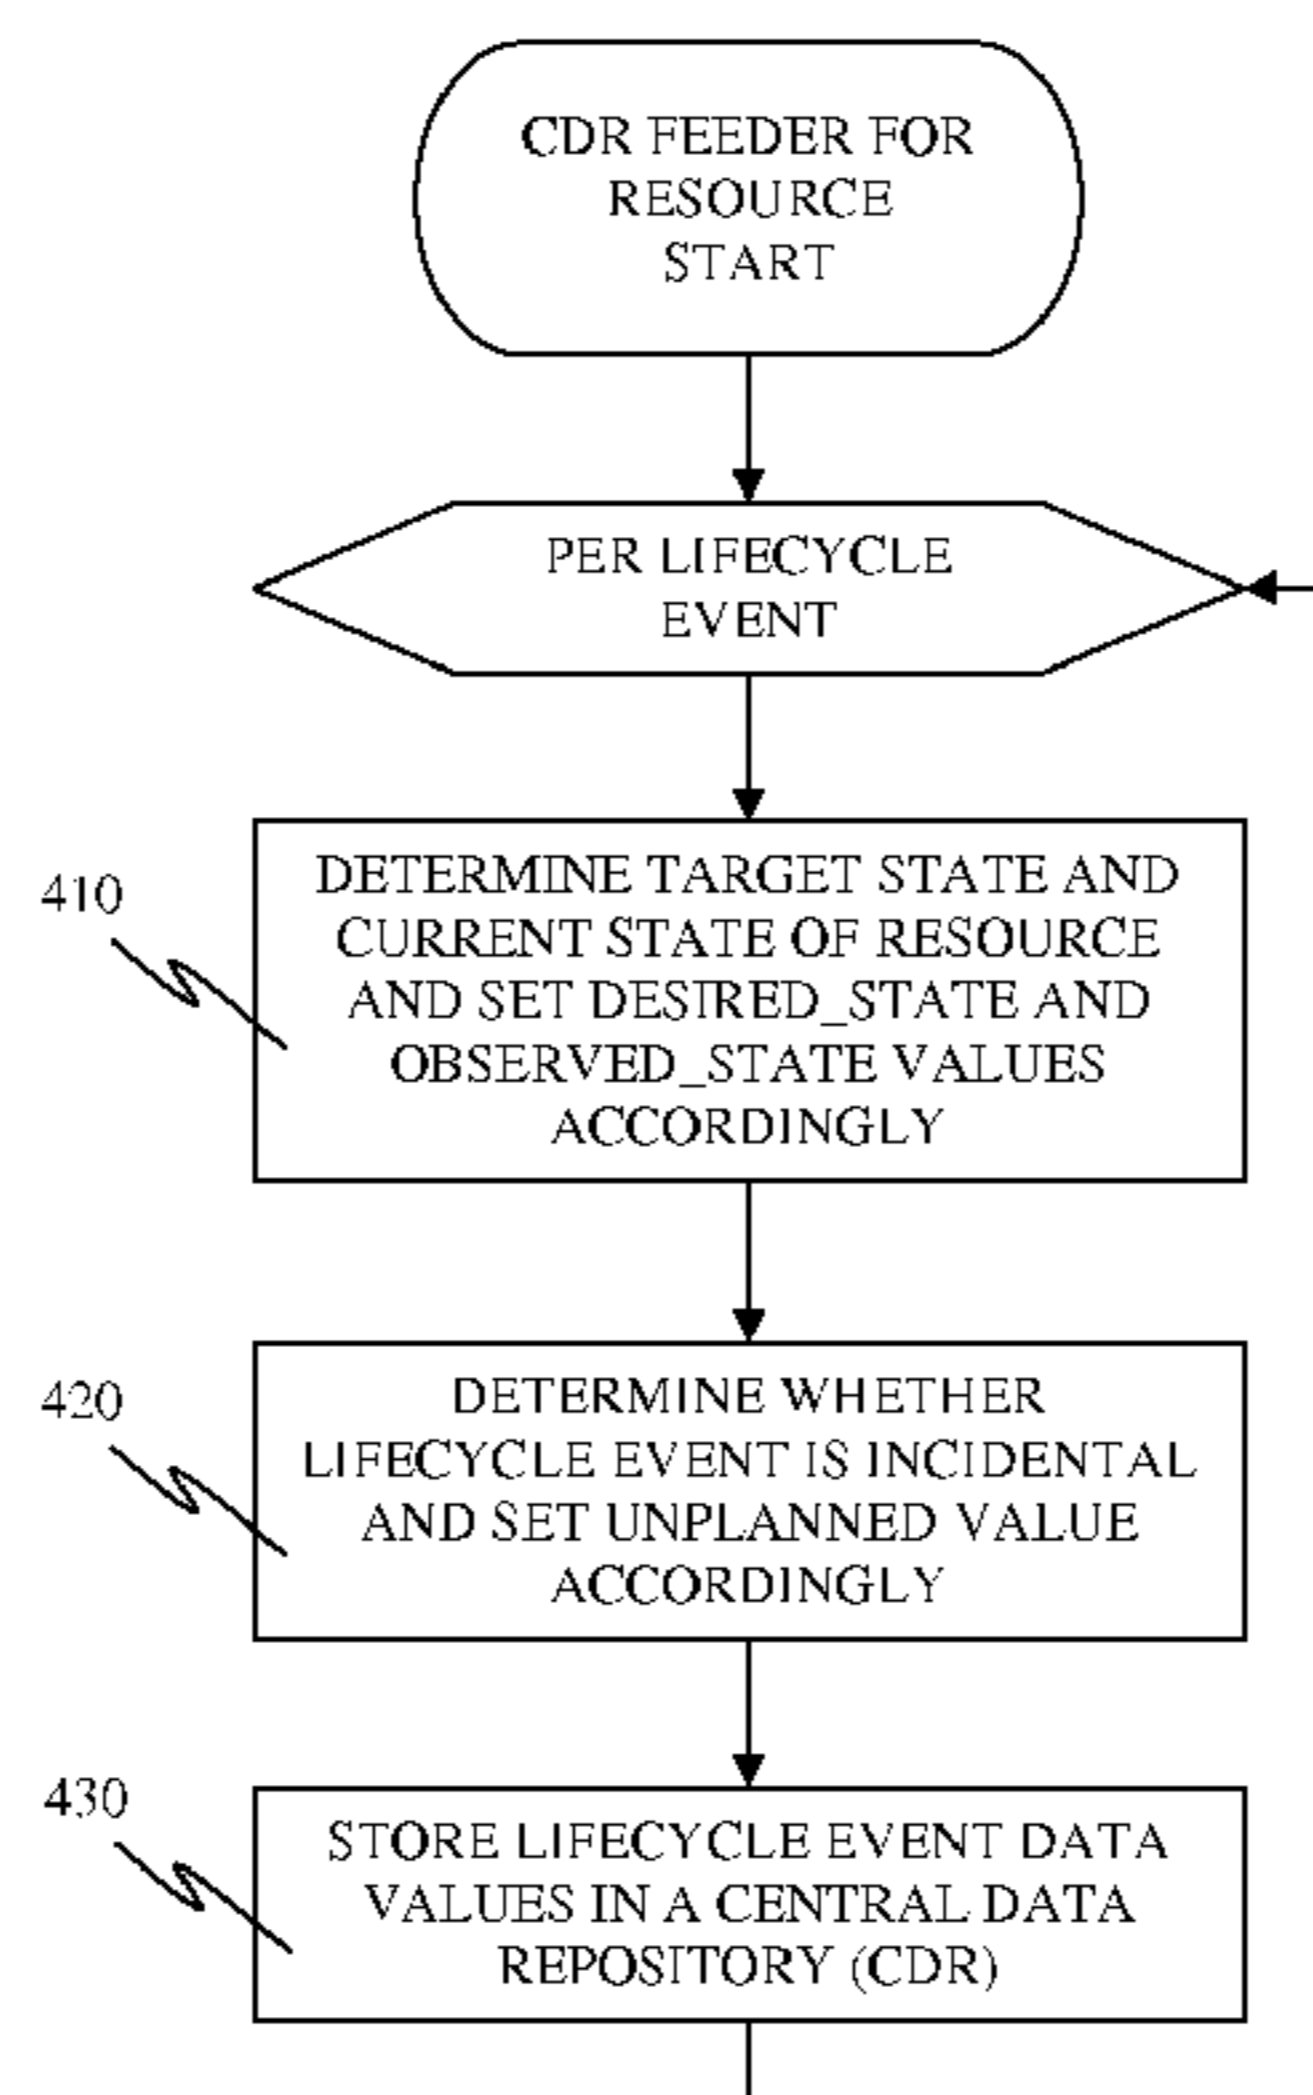 CDR FEEDER FOR
RESOURCE
START
PER LIFECYCLE
EVENT
410
DETERMINE TARGET STATE AND
CURRENT STATE OF RESOURCE
AND SET DESIRED_STATE AND
OBSERVED_STATE VALUES
ACCORDINGLY
420
DETERMINE WHETHER
LIFECYCLE EVENT IS INCIDENTAL
AND SET UNPLANNED VALUE
ACCORDINGLY
430
STORE LIFECYCLE EVENT DATA
VALUES IN A CENTRAL DATA
REPOSITORY (CDR)